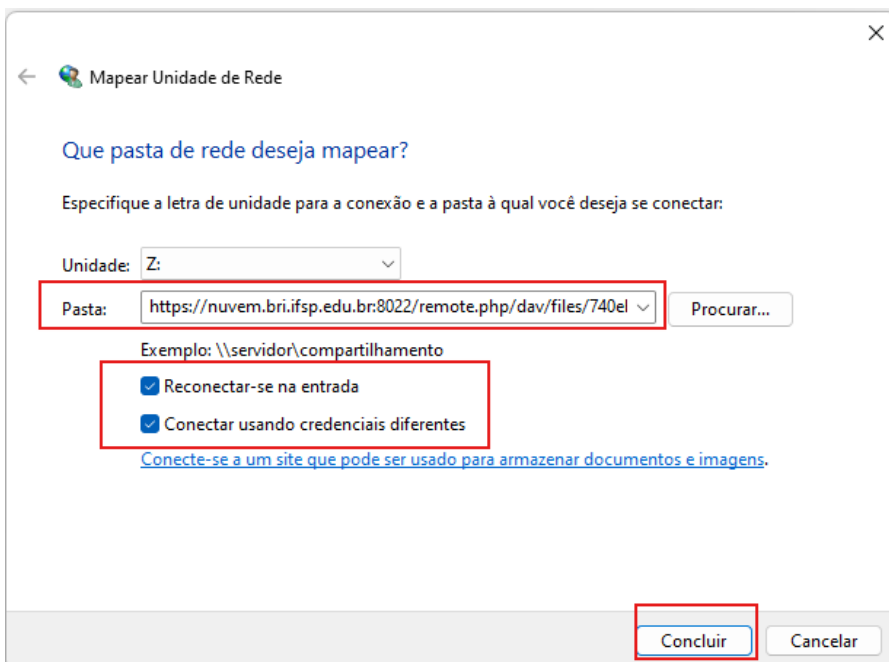 Mapear Unidade de Rede
Que pasta de rede deseja mapear?
Especifique a letra de unidade para a conexão e a pasta à qual você deseja se conectar:
Unidade: Z:
Pasta: https://nuvem.bri.ifsp.edu.br:8022/remote.php/dav/files/740el Procurar...
Exemplo: \\servidor\compartilhamento
Reconectar-se na entrada
Conectar usando credenciais diferentes
Conecte-se a um site que pode ser usado para armazenar documentos e imagens.
Concluir Cancelar